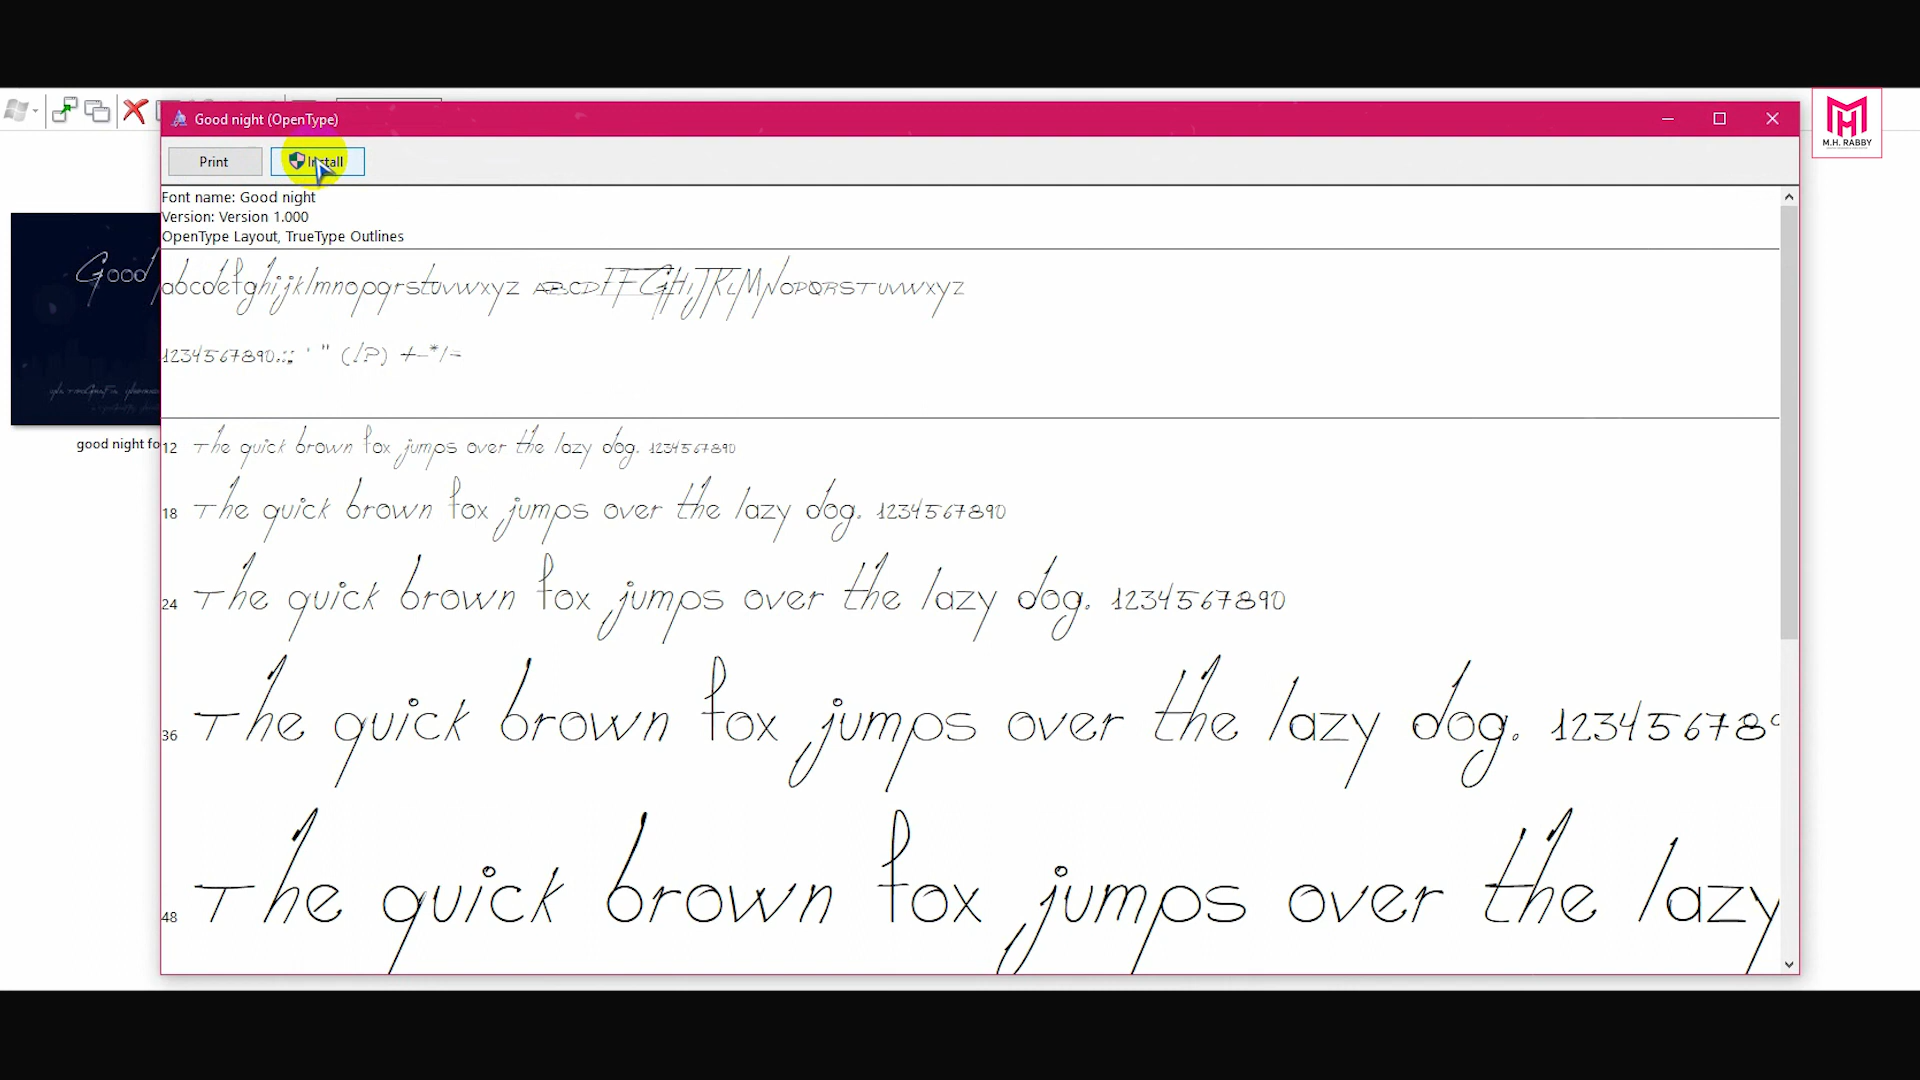 Good night (OpenType)
M.H. RABBY
Print
Install
Font name: Good night
Version: Version 1.000
OpenType Layout, TrueType Outlines
Good
abcdefghijklmnopqrstuvwxyz ABCDEFGHIJKLMNOPQRSTUVWXYZ
1234567890.:; ' " (!?) +-*/=
good night fo
12 The quick brown fox jumps over the lazy dog. 1234567890
18 The quick brown fox jumps over the lazy dog. 1234567890
24 The quick brown fox jumps over the lazy dog. 1234567890
36 The quick brown fox jumps over the lazy dog. 123456789
48 The quick brown fox jumps over the lazy